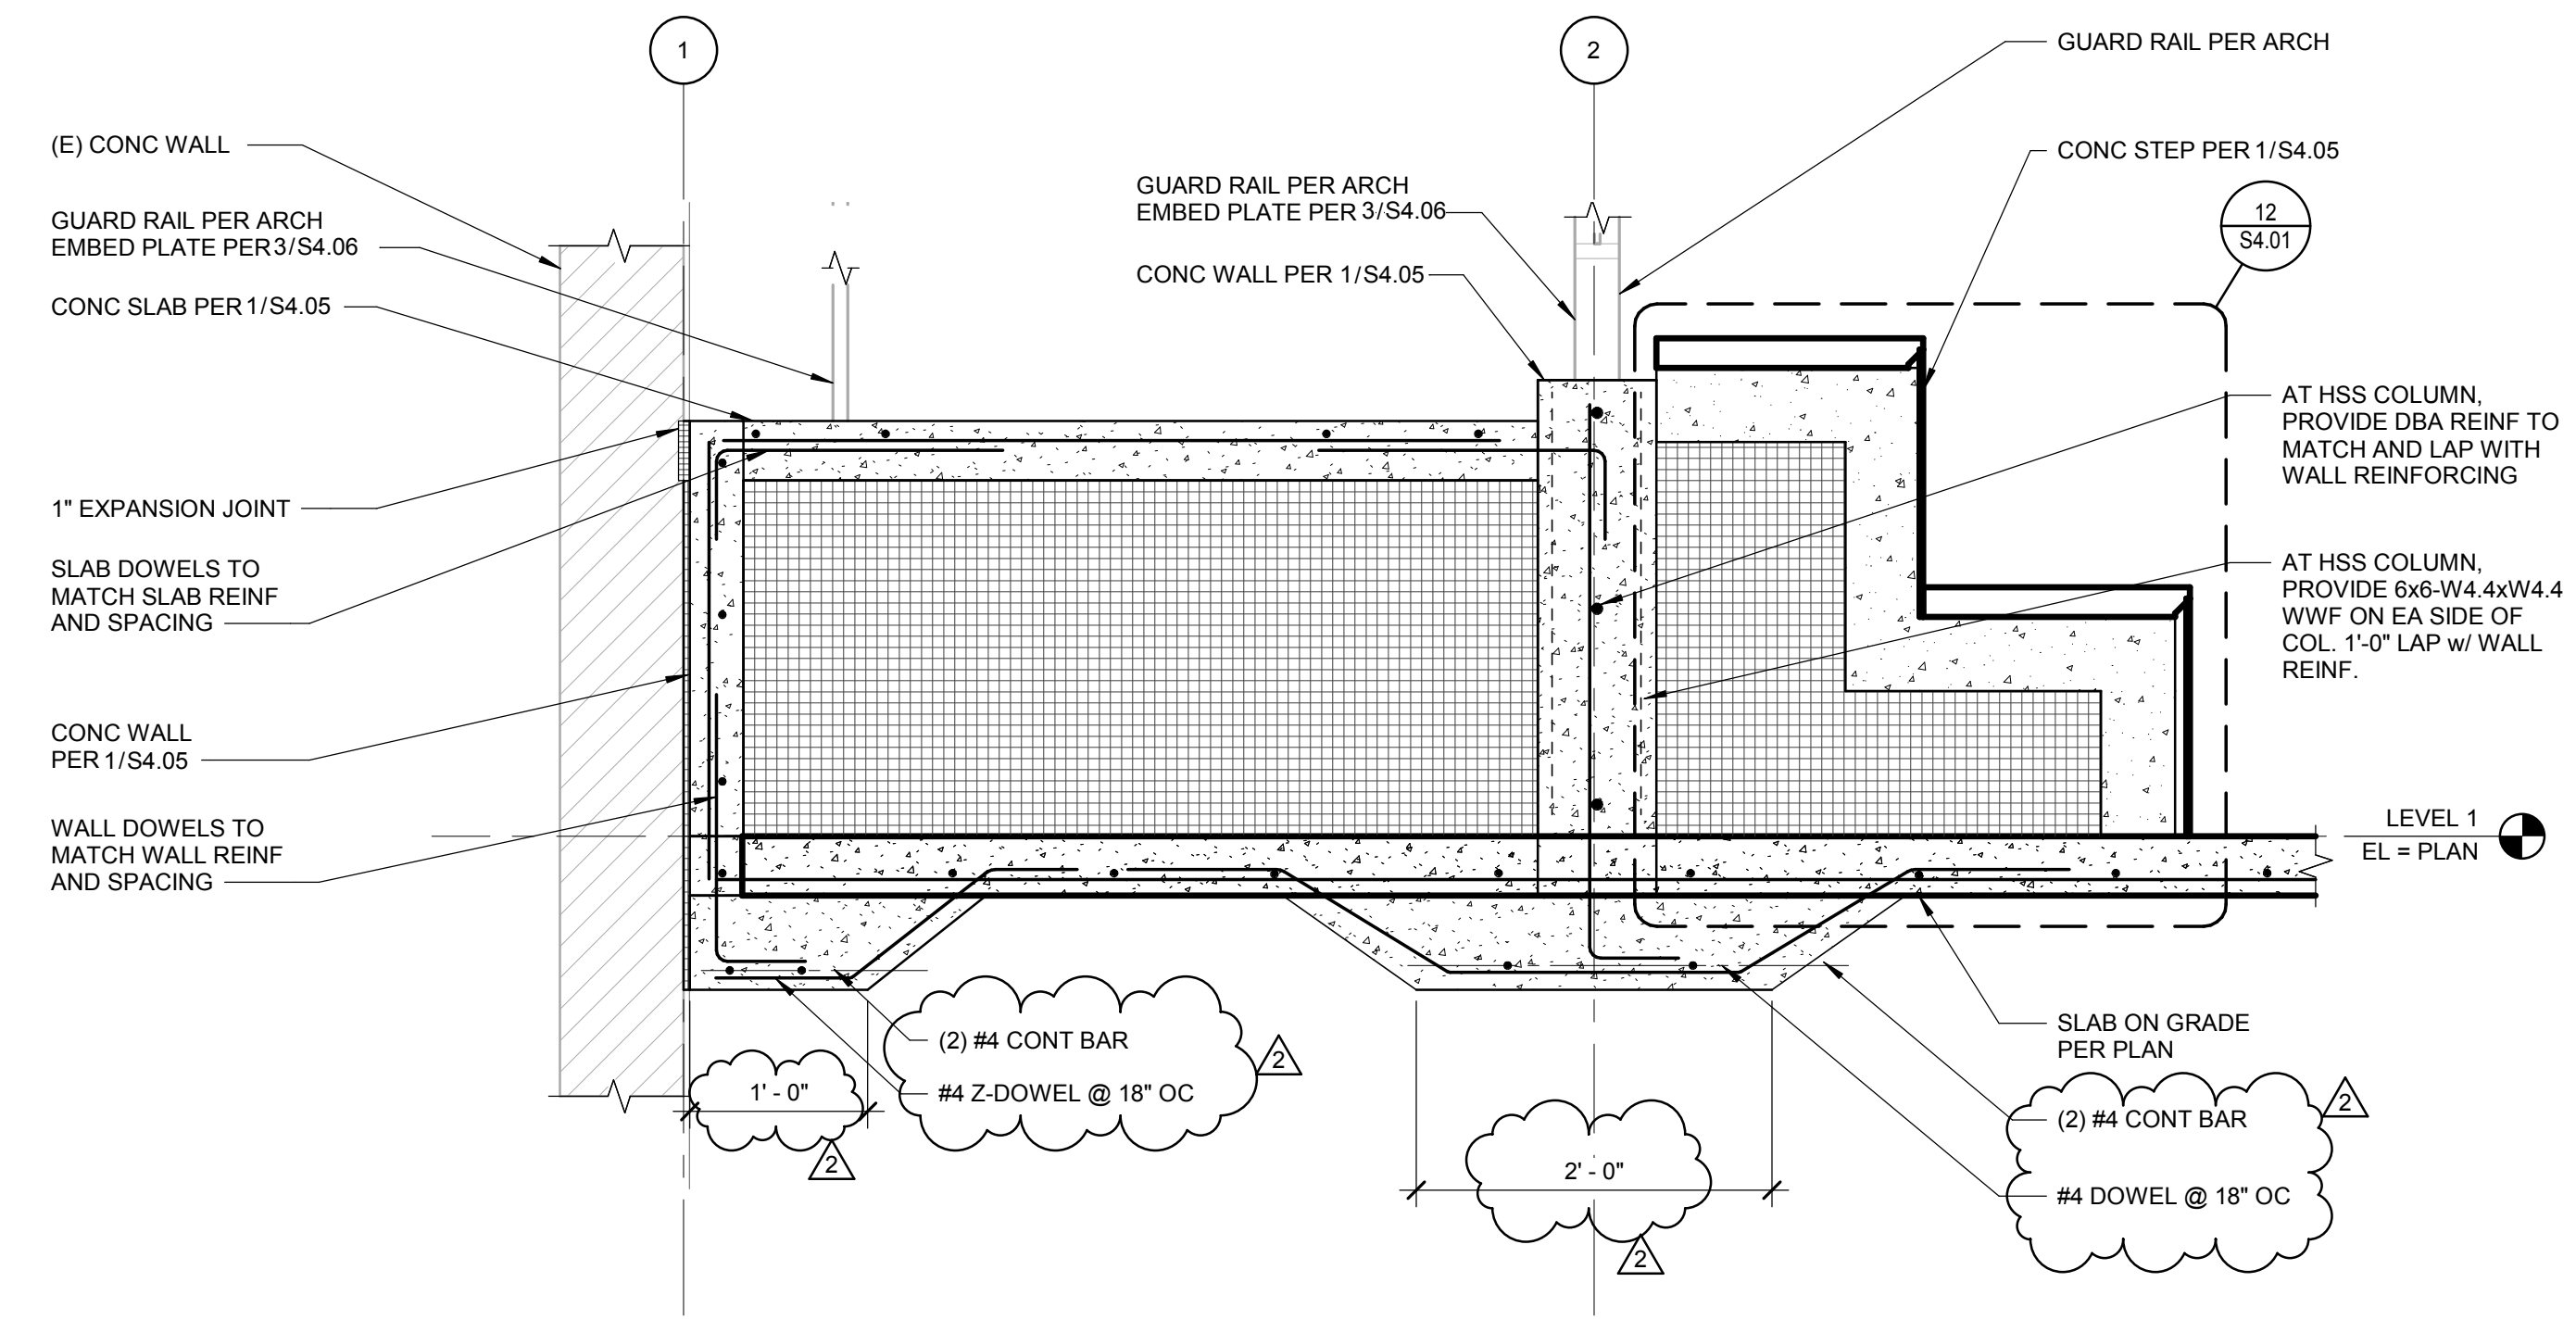 1
2
GUARD RAIL PER ARCH
(E) CONC WALL
CONC STEP PER 1/S4.05
GUARD RAIL PER ARCH
EMBED PLATE PER 3/S4.06
12
S4.01
GUARD RAIL PER ARCH
EMBED PLATE PER 3/S4.06
CONC WALL PER 1/S4.05
CONC SLAB PER 1/S4.05
AT HSS COLUMN,
PROVIDE DBA REINF TO
MATCH AND LAP WITH
WALL REINFORCING
1" EXPANSION JOINT
SLAB DOWELS TO
MATCH SLAB REINF
AND SPACING
AT HSS COLUMN,
PROVIDE 6x6-W4.4xW4.4
WWF ON EA SIDE OF
COL. 1'-0" LAP w/ WALL
REINF.
CONC WALL
PER 1/S4.05
WALL DOWELS TO
MATCH WALL REINF
AND SPACING
LEVEL 1
EL = PLAN
SLAB ON GRADE
PER PLAN
(2) #4 CONT BAR
#4 Z-DOWEL @ 18" OC
2
1' - 0"
2
2' - 0"
2
(2) #4 CONT BAR
#4 DOWEL @ 18" OC
2